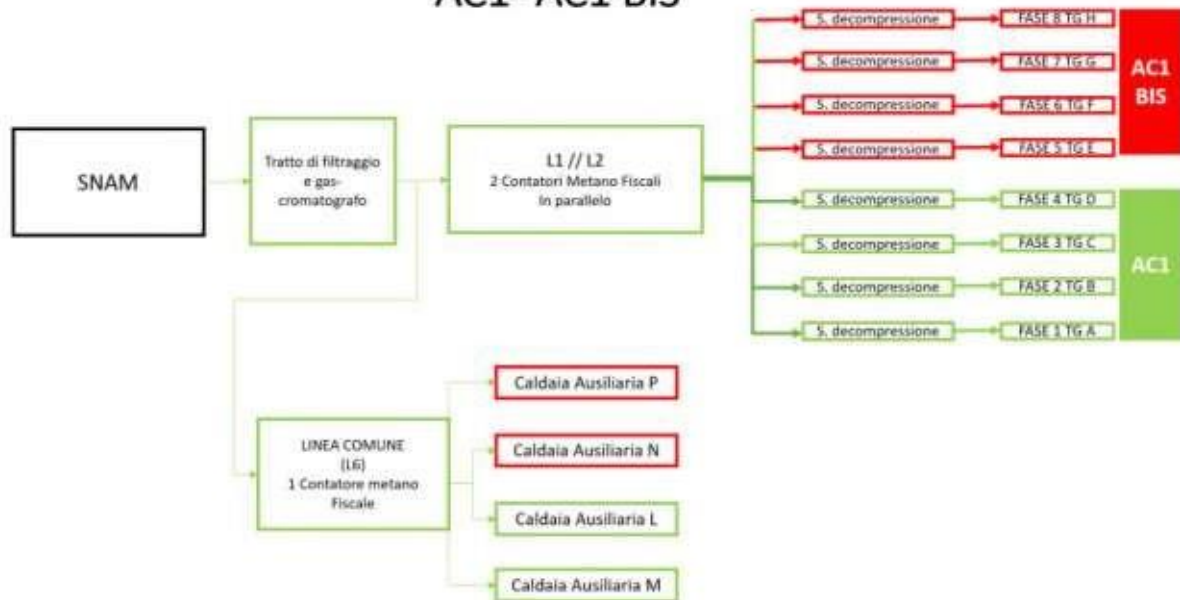 AC1- AC1 BIS
S. decompressione
FASE 8 TG H
S. decompressione
FASE 7 TG G
S. decompressione
FASE 6 TG F
S. decompressione
FASE 5 TG E
AC1
BIS
SNAM
Tratto di filtraggio
e gas-
cromatografo
L1 // L2
2 Contatori Metano Fiscali
In parallelo
S. decompressione
FASE 4 TG D
S. decompressione
FASE 3 TG C
S. decompressione
FASE 2 TG B
S. decompressione
FASE 1 TG A
AC1
LINEA COMUNE
(L6)
1 Contatore metano
Fiscale
Caldaia Ausiliaria P
Caldaia Ausiliaria N
Caldaia Ausiliaria L
Caldaia Ausiliaria M